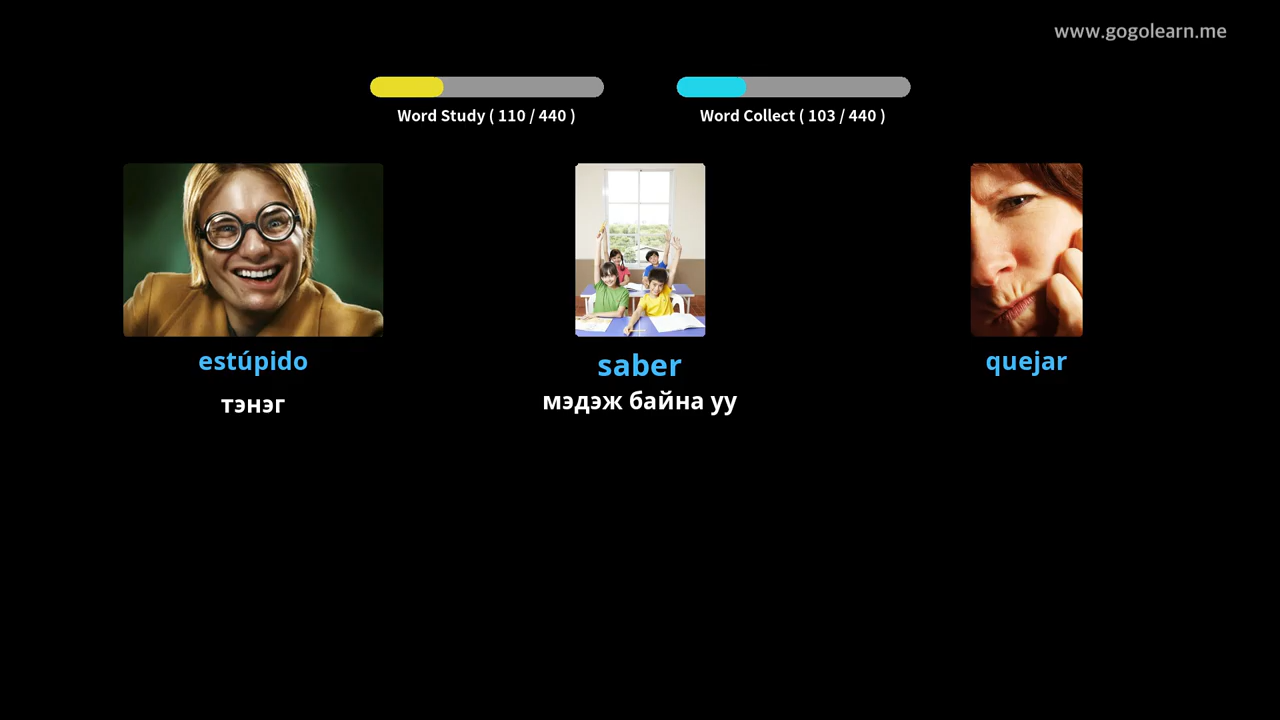 www.gogolearn.me
Word Study ( 110 / 440 )
Word Collect ( 103 / 440 )
estúpido
тэнэг
saber
мэдэж байна уу
quejar